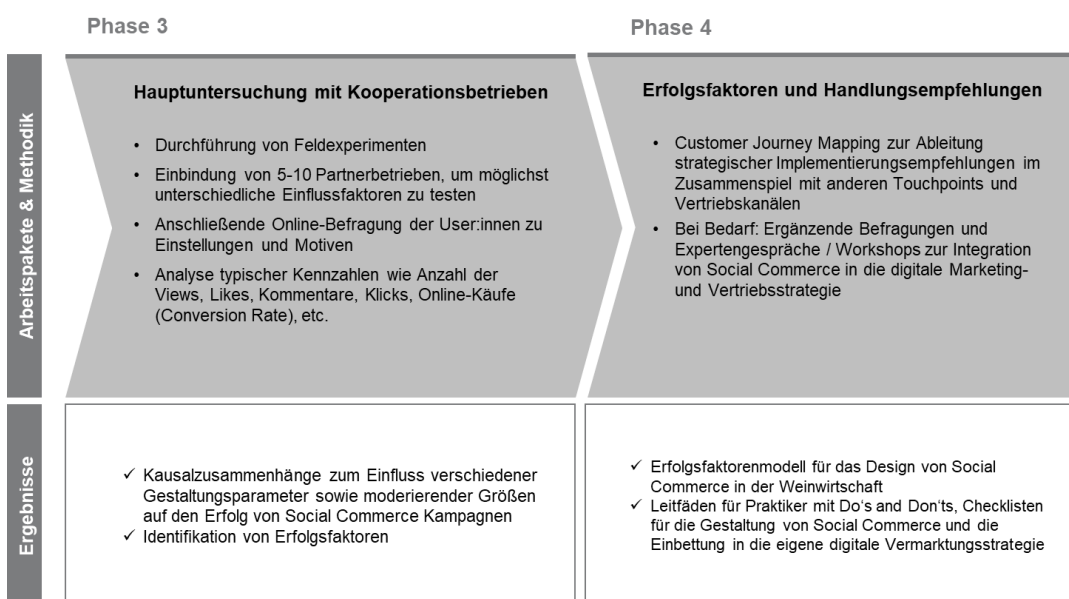 Phase 3
Phase 4
Arbeitspakete & Methodik
Hauptuntersuchung mit Kooperationsbetrieben
• Durchführung von Feldexperimenten
• Einbindung von 5-10 Partnerbetrieben, um möglichst
unterschiedliche Einflussfaktoren zu testen
• Anschließende Online-Befragung der User:innen zu
Einstellungen und Motiven
• Analyse typischer Kennzahlen wie Anzahl der
Views, Likes, Kommentare, Klicks, Online-Käufe
(Conversion Rate), etc.
Erfolgsfaktoren und Handlungsempfehlungen
• Customer Journey Mapping zur Ableitung
strategischer Implementierungsempfehlungen im
Zusammenspiel mit anderen Touchpoints und
Vertriebskanälen
• Bei Bedarf: Ergänzende Befragungen und
Expertengespräche / Workshops zur Integration
von Social Commerce in die digitale Marketing-
und Vertriebsstrategie
Ergebnisse
✓ Kausalzusammenhänge zum Einfluss verschiedener
Gestaltungsparameter sowie moderierender Größen
auf den Erfolg von Social Commerce Kampagnen
✓ Identifikation von Erfolgsfaktoren
✓ Erfolgsfaktorenmodell für das Design von Social
Commerce in der Weinwirtschaft
✓ Leitfäden für Praktiker mit Do's and Don'ts, Checklisten
für die Gestaltung von Social Commerce und die
Einbettung in die eigene digitale Vermarktungsstrategie